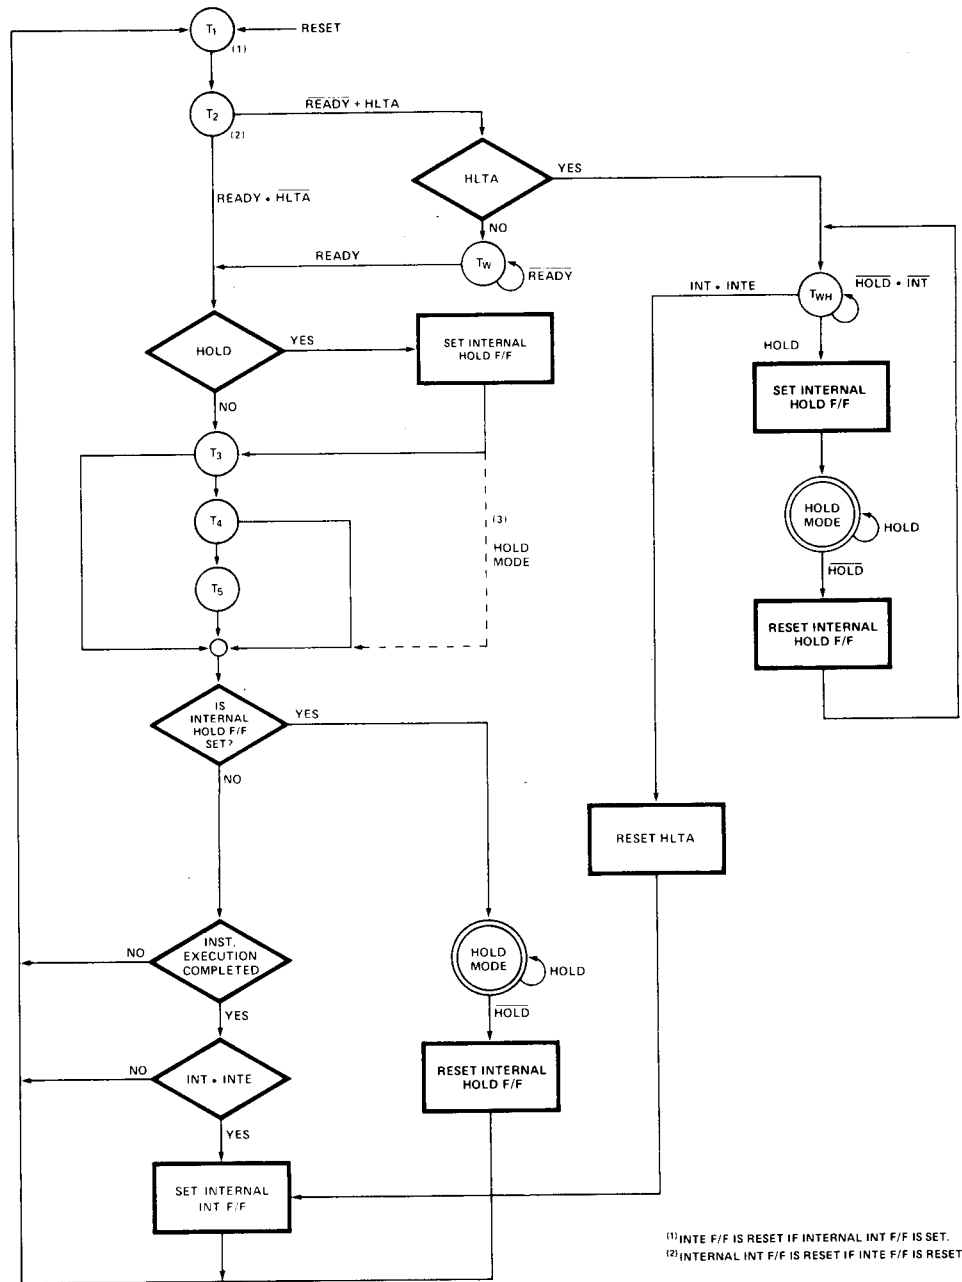 T1
RESET
(1)
T2
READY + HLTA
(2)
HLTA
YES
READY • HLTA
NO
READY
TW
READY
INT • INTE
TWH
HOLD • INT
HOLD
YES
SET INTERNAL
HOLD F/F
HOLD
SET INTERNAL
HOLD F/F
NO
T3
T4
(3)
HOLD
MODE
HOLD
MODE
HOLD
T5
HOLD
RESET INTERNAL
HOLD F/F
IS
INTERNAL
HOLD F/F
SET?
YES
NO
RESET HLTA
NO
INST.
EXECUTION
COMPLETED
HOLD
MODE
HOLD
YES
HOLD
NO
INT • INTE
RESET INTERNAL
HOLD F/F
YES
SET INTERNAL
INT F/F
(1) INTE F/F IS RESET IF INTERNAL INT F/F IS SET.
(2) INTERNAL INT F/F IS RESET IF INTE F/F IS RESET